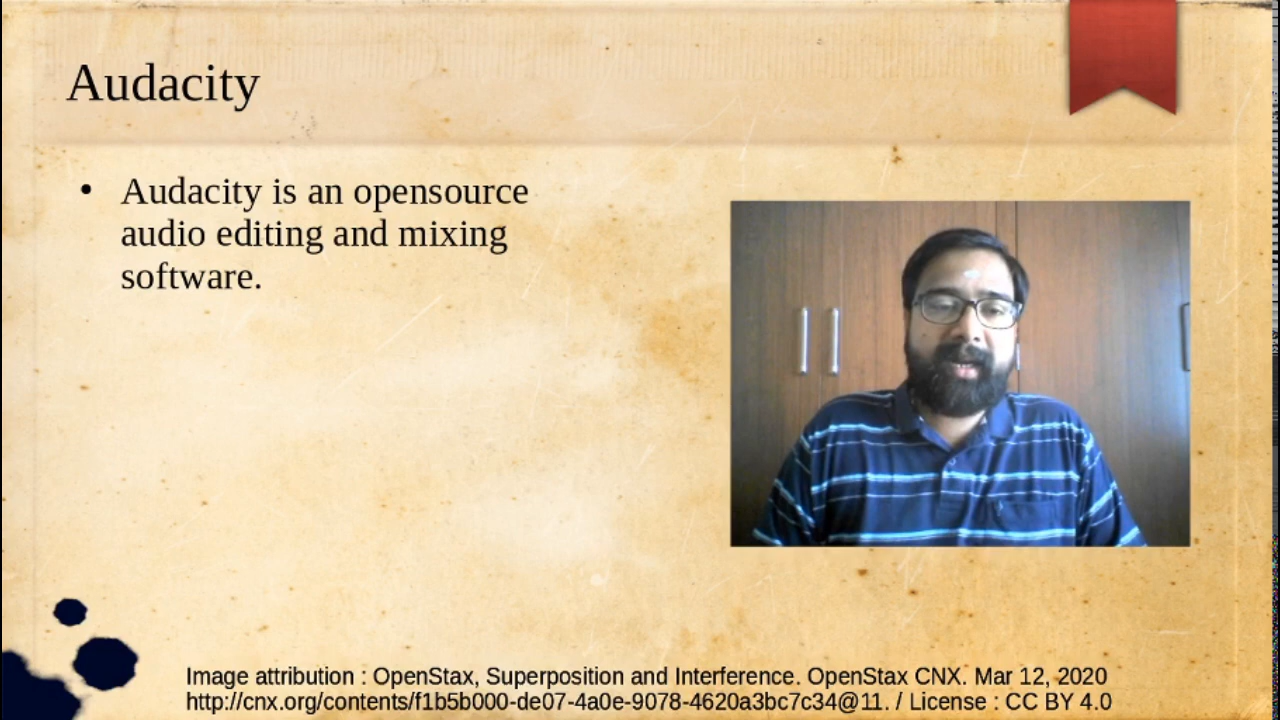 Audacity
• Audacity is an opensource
audio editing and mixing
software.
Image attribution : OpenStax, Superposition and Interference. OpenStax CNX. Mar 12, 2020
http://cnx.org/contents/f1b5b000-de07-4a0e-9078-4620a3bc7c34@11. / License : CC BY 4.0